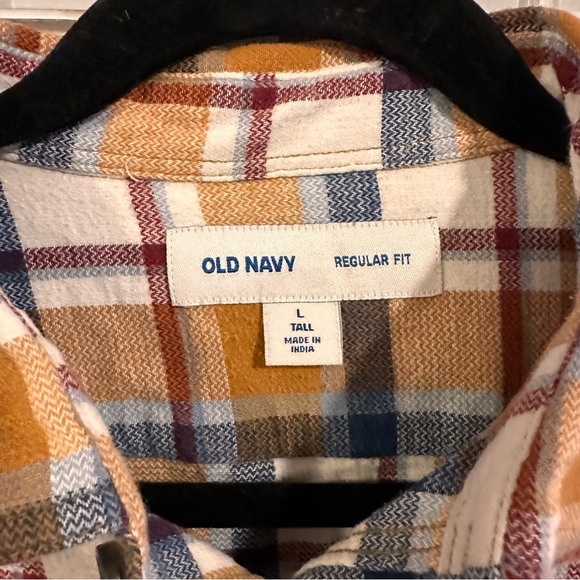 OLD NAVY REGULAR FIT
L
TALL
MADE IN
INDIA